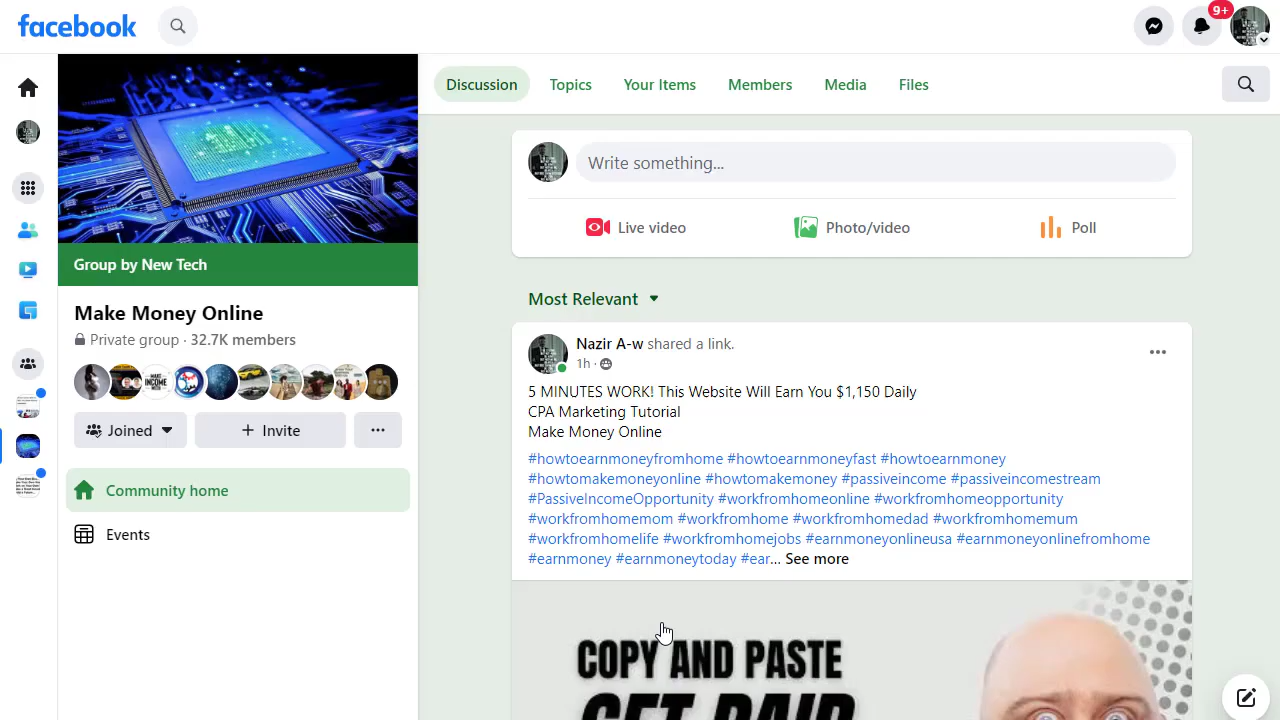 facebook
9+
Group by New Tech
Make Money Online
Private group · 32.7K members
Joined
+ Invite
Community home
Events
Discussion
Topics
Your Items
Members
Media
Files
Write something...
Live video
Photo/video
Poll
Most Relevant
Nazir A-w shared a link.
1h ·
5 MINUTES WORK! This Website Will Earn You $1,150 Daily
CPA Marketing Tutorial
Make Money Online
#howtoearnmoneyfromhome #howtoearnmoneyfast #howtoearnmoney
#howtomakemoneyonline #howtomakemoney #passiveincome #passiveincomestream
#PassiveIncomeOpportunity #workfromhomeonline #workfromhomeopportunity
#workfromhomemom #workfromhome #workfromhomedad #workfromhomemum
#workfromhomelife #workfromhomejobs #earnmoneyonlineusa #earnmoneyonlinefromhome
#earnmoney #earnmoneytoday #ear... See more
COPY AND PASTE
GET PAID